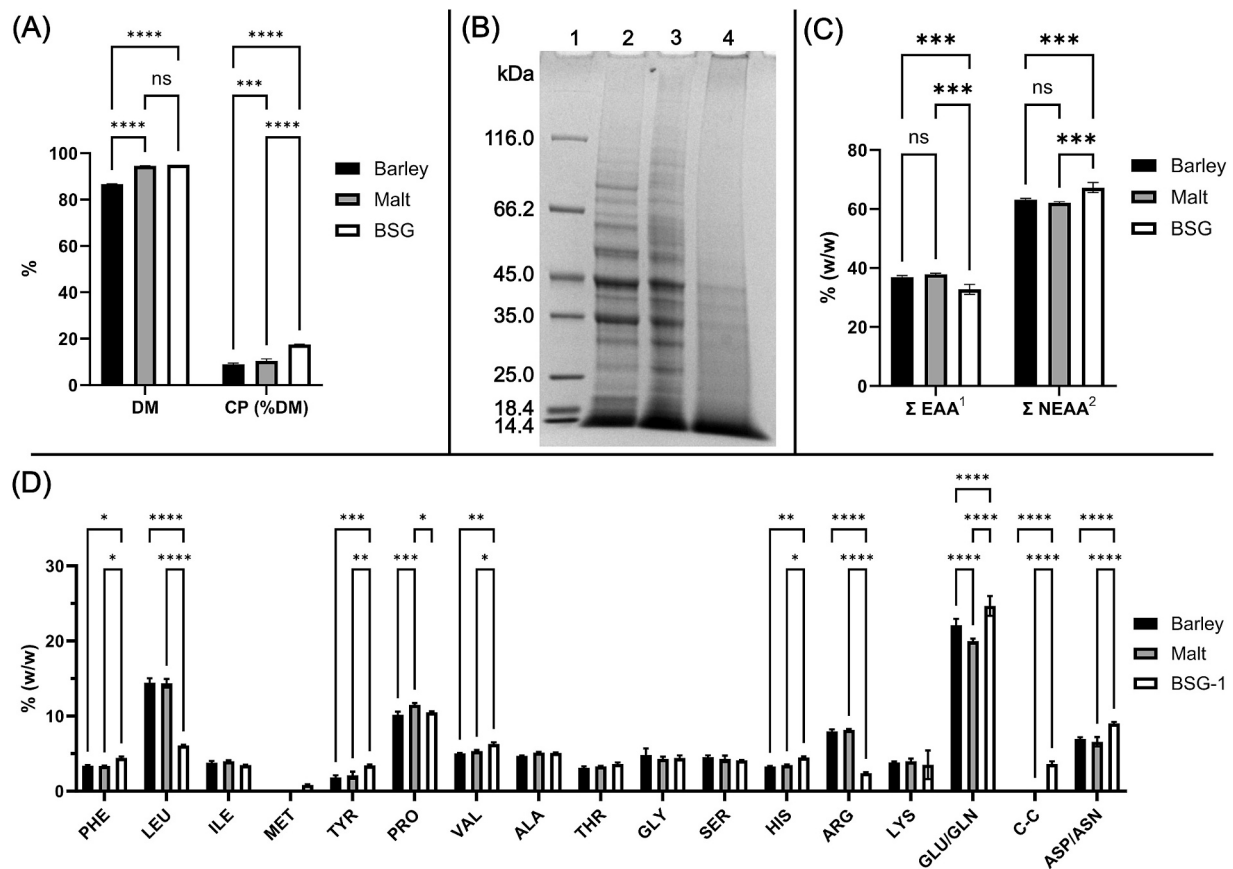 (A)
**** ****
ns ***
**** ****
100
80
60
40
20
0
%
DM CP (%DM)
Barley
Malt
BSG
(B)
1 2 3 4
kDa
116.0
66.2
45.0
35.0
25.0
18.4
14.4
(C)
*** ***
*** ns
ns ***
80
60
40
20
0
% (w/w)
Σ EAA1 Σ NEAA2
Barley
Malt
BSG
(D)
****
* **** *** * ** ** **** **** **** ****
* **** ** *** * * **** **** **** ****
30
20
10
0
% (w/w)
PHE LEU ILE MET TYR PRO VAL ALA THR GLY SER HIS ARG LYS GLU/GLN C-C ASP/ASN
Barley
Malt
BSG-1